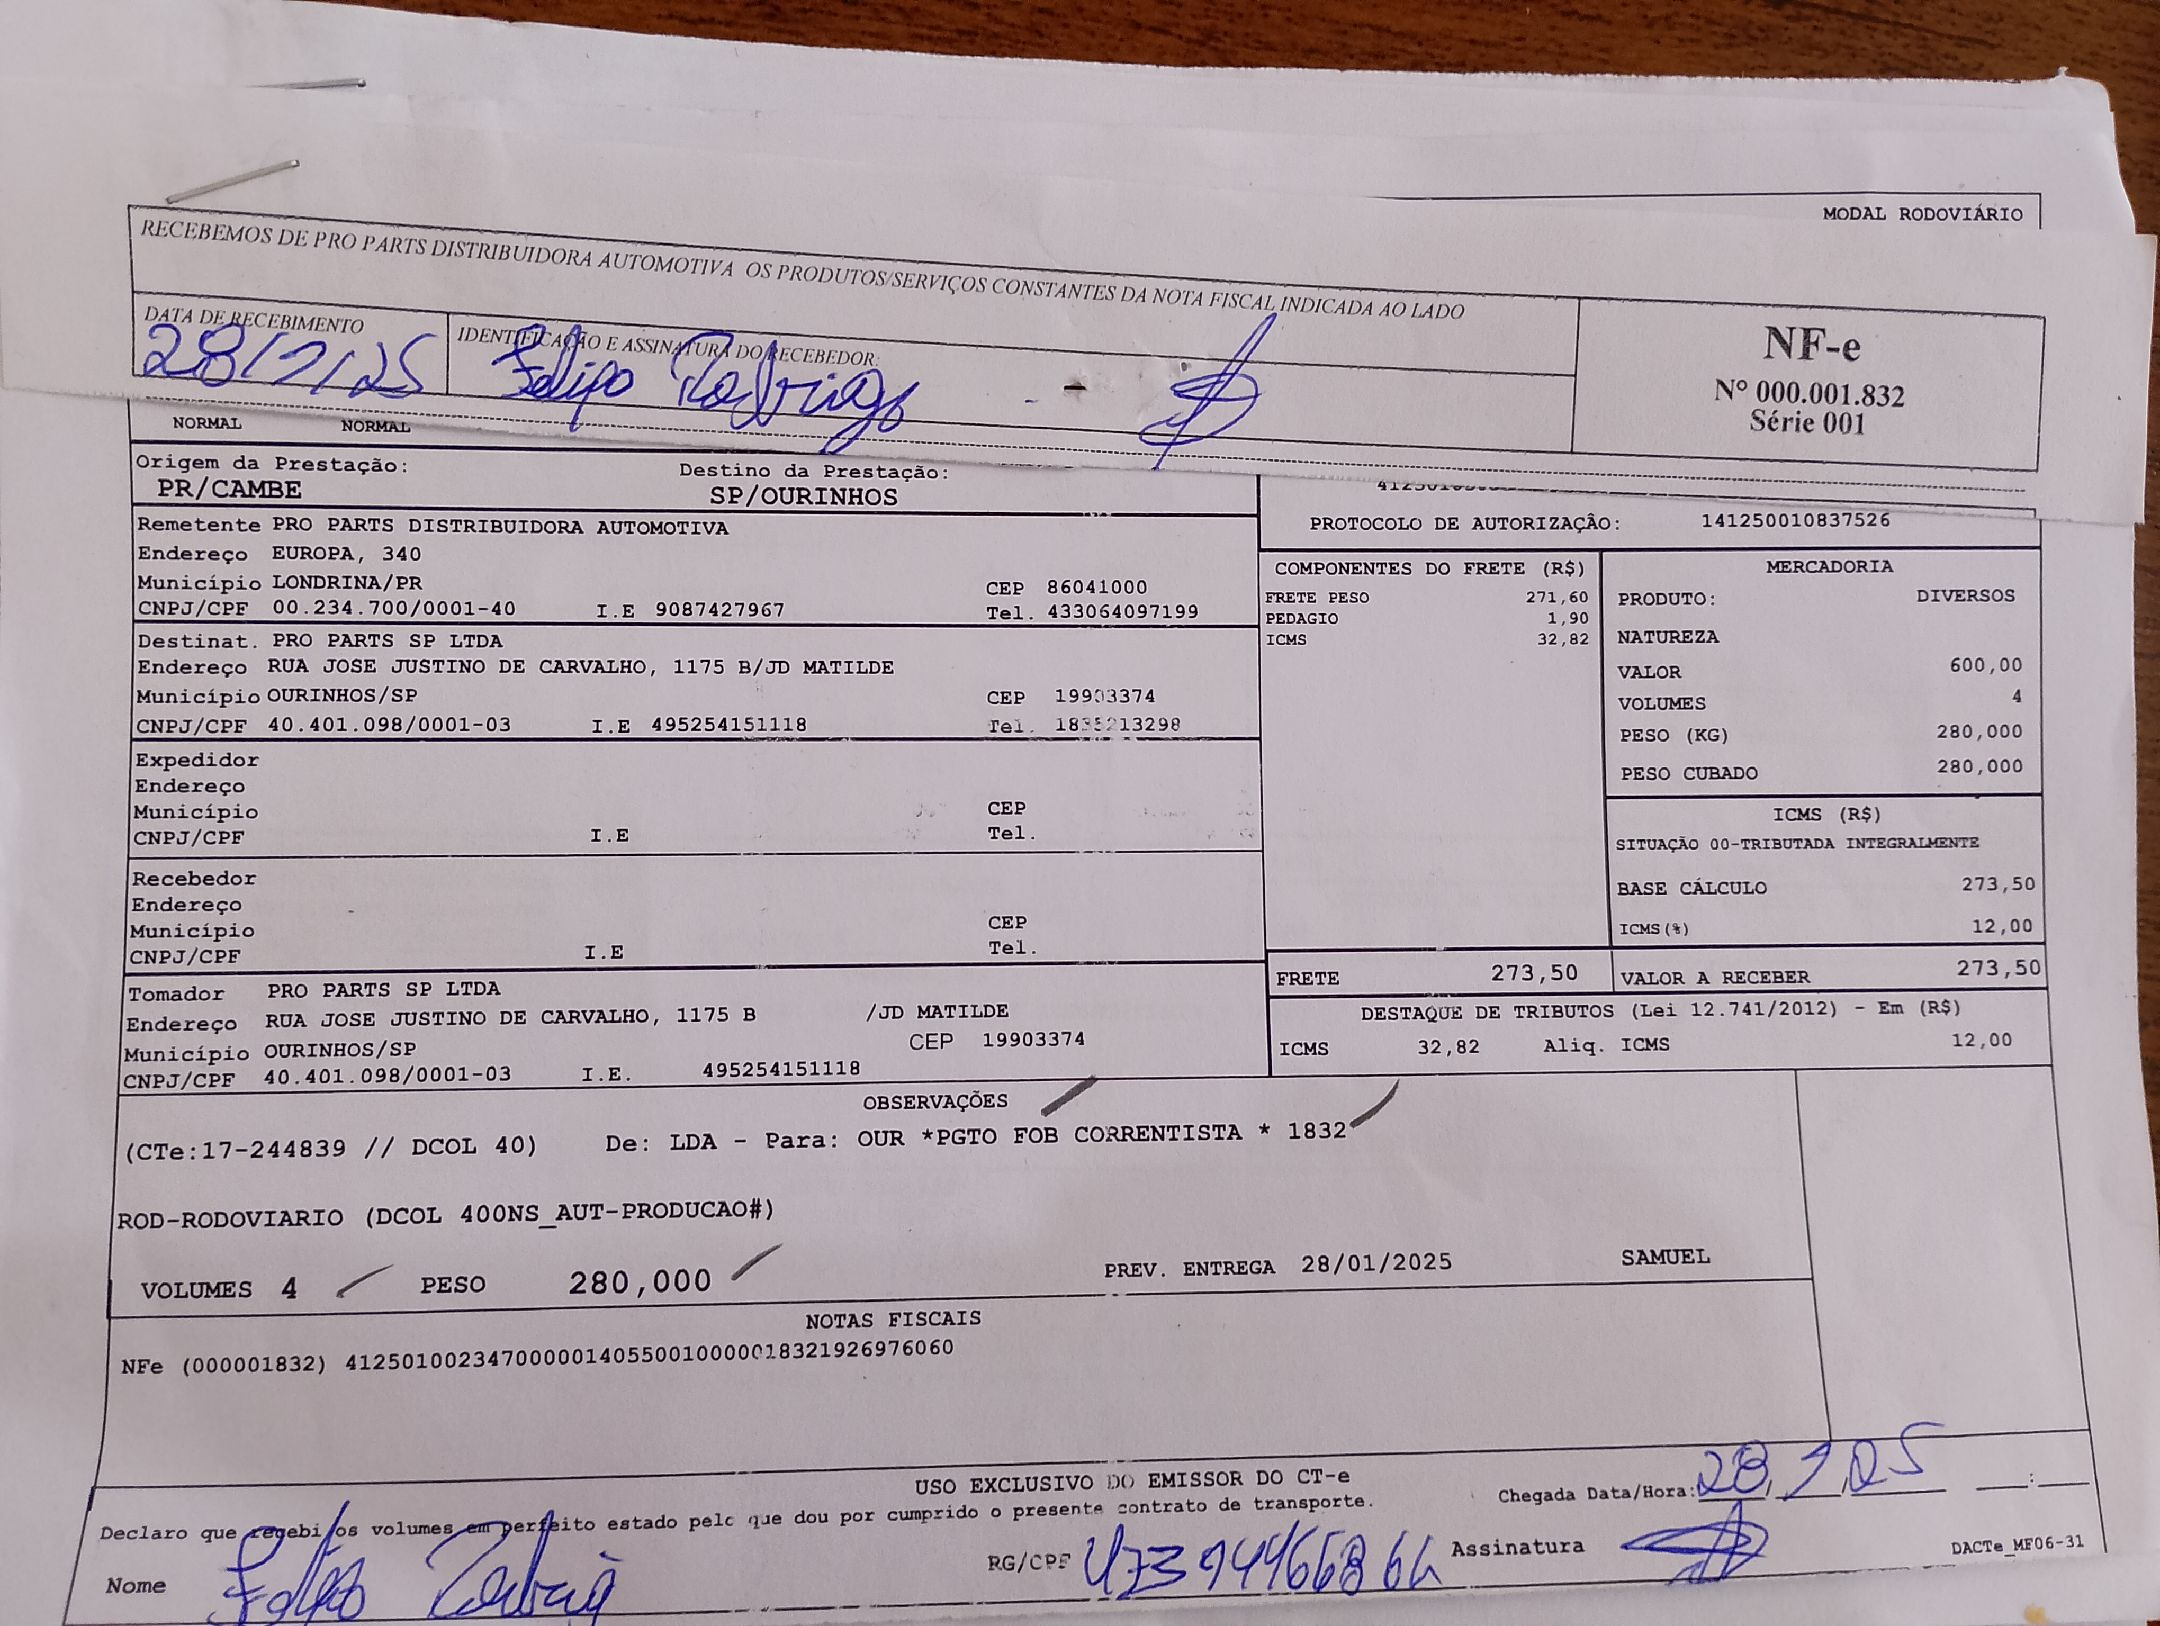 MODAL RODOVIÁRIO
RECEBEMOS DE PRO PARTS DISTRIBUIDORA AUTOMOTIVA OS PRODUTOS/SERVIÇOS CONSTANTES DA NOTA FISCAL INDICADA AO LADO
DATA DE RECEBIMENTO
28/1/25
IDENTIFICAÇÃO E ASSINATURA DO RECEBEDOR:
Felipo Rodrigo
NF-e
Nº 000.001.832
Série 001
NORMAL NORMAL
Origem da Prestação: Destino da Prestação:
PR/CAMBE SP/OURINHOS
PROTOCOLO DE AUTORIZAÇÃO: 141250010837526
Remetente PRO PARTS DISTRIBUIDORA AUTOMOTIVA
Endereço EUROPA, 340
Município LONDRINA/PR CEP 86041000
CNPJ/CPF 00.234.700/0001-40 I.E 9087427967 Tel. 433064097199
Destinat. PRO PARTS SP LTDA
Endereço RUA JOSE JUSTINO DE CARVALHO, 1175 B/JD MATILDE
Município OURINHOS/SP CEP 19903374
CNPJ/CPF 40.401.098/0001-03 I.E 495254151118 Tel. 1835213298
Expedidor
Endereço
Município CEP
CNPJ/CPF I.E Tel.
Recebedor
Endereço
Município CEP
CNPJ/CPF I.E Tel.
Tomador PRO PARTS SP LTDA
Endereço RUA JOSE JUSTINO DE CARVALHO, 1175 B /JD MATILDE
Município OURINHOS/SP CEP 19903374
CNPJ/CPF 40.401.098/0001-03 I.E. 495254151118
COMPONENTES DO FRETE (R$)
FRETE PESO 271,60
PEDAGIO 1,90
ICMS 32,82
MERCADORIA
PRODUTO: DIVERSOS
NATUREZA
VALOR 600,00
VOLUMES 4
PESO (KG) 280,000
PESO CUBADO 280,000
ICMS (R$)
SITUAÇÃO 00-TRIBUTADA INTEGRALMENTE
BASE CÁLCULO 273,50
ICMS(%) 12,00
FRETE 273,50 VALOR A RECEBER 273,50
DESTAQUE DE TRIBUTOS (Lei 12.741/2012) - Em (R$)
ICMS 32,82 Aliq. ICMS 12,00
OBSERVAÇÕES
(CTe:17-244839 // DCOL 40) De: LDA - Para: OUR *PGTO FOB CORRENTISTA * 1832
ROD-RODOVIARIO (DCOL 400NS_AUT-PRODUCAO#)
VOLUMES 4 PESO 280,000 PREV. ENTREGA 28/01/2025 SAMUEL
NOTAS FISCAIS
NFe (000001832) 41250100234700000140550010000018321926976060
USO EXCLUSIVO DO EMISSOR DO CT-e
Declaro que recebi os volumes em perfeito estado pelo que dou por cumprido o presente contrato de transporte.
Chegada Data/Hora: 28 1 25 __:__
Nome Felipo RG/CPF Assinatura
DACTe_MF06-31